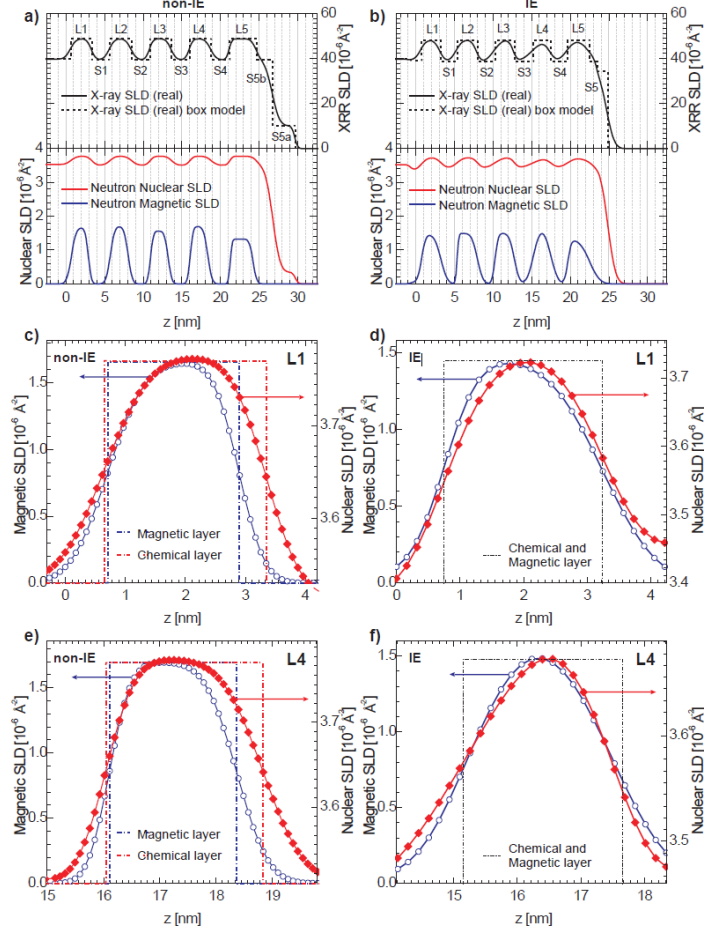 a) non-IE
L1 L2 L3 L4 L5
S1 S2 S3 S4
S5b
S5a
X-ray SLD (real)
X-ray SLD (real) box model
60
40
20
0
XRR SLD [10⁻⁶ Å⁻²]
Neutron Nuclear SLD
Neutron Magnetic SLD
4
3
2
1
0
Nuclear SLD [10⁻⁶ Å⁻²]
0 5 10 15 20 25 30
z [nm]
b) IE
L1 L2 L3 L4 L5
S1 S2 S3 S4
S5
X-ray SLD (real)
X-ray SLD (real) box model
60
40
20
0
XRR SLD [10⁻⁶ Å⁻²]
Neutron Nuclear SLD
Neutron Magnetic SLD
4
3
2
1
0
Nuclear SLD [10⁻⁶ Å⁻²]
0 5 10 15 20 25 30
z [nm]
c) non-IE L1
1.5
1.0
0.5
0.0
Magnetic SLD [10⁻⁶ Å⁻²]
3.7
3.6
Nuclear SLD [10⁻⁶ Å⁻²]
Magnetic layer
Ghemical layer
0 1 2 3 4
z [nm]
d) IE L1
1.5
1.0
0.5
0.0
Magnetic SLD [10⁻⁶ Å⁻²]
3.72
3.64
3.56
3.48
3.4
Nuclear SLD [10⁻⁶ Å⁻²]
Chemical and
Magnetic layer
0 1 2 3 4
z [nm]
e) non-IE L4
1.5
1.0
0.5
0.0
Magnetic SLD [10⁻⁶ Å⁻²]
3.7
3.6
Nuclear SLD [10⁻⁶ Å⁻²]
Magnetic layer
Ghemical layer
15 16 17 18 19
z [nm]
f) IE L4
1.5
1.0
0.5
0.0
Magnetic SLD [10⁻⁶ Å⁻²]
3.7
3.6
3.5
Nuclear SLD [10⁻⁶ Å⁻²]
Chemical and
Magnetic layer
15 16 17 18
z [nm]